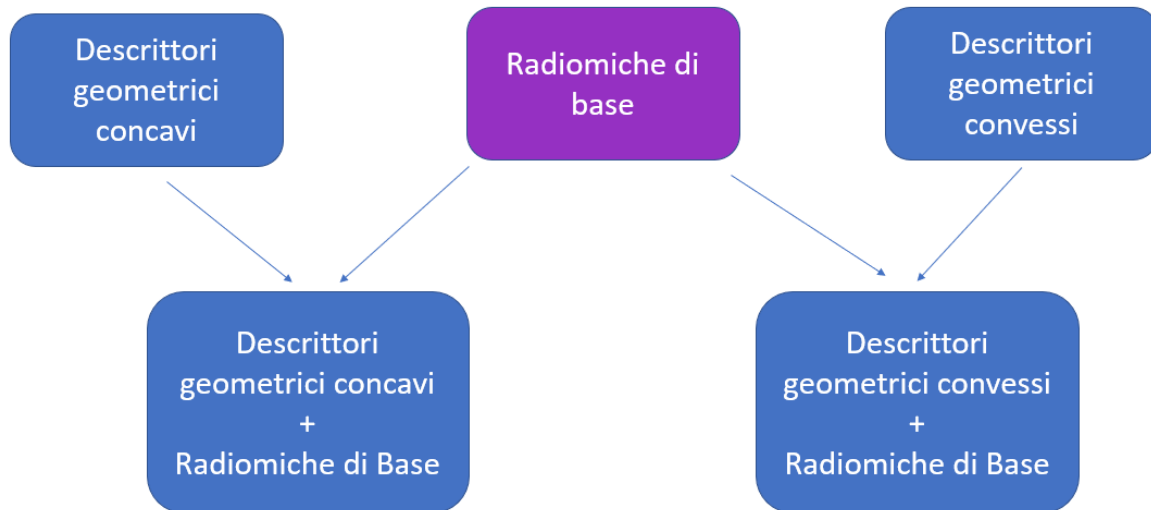 Descrittori
geometrici
concavi
Radiomiche di
base
Descrittori
geometrici
convessi
Descrittori
geometrici concavi
+
Radiomiche di Base
Descrittori
geometrici convessi
+
Radiomiche di Base